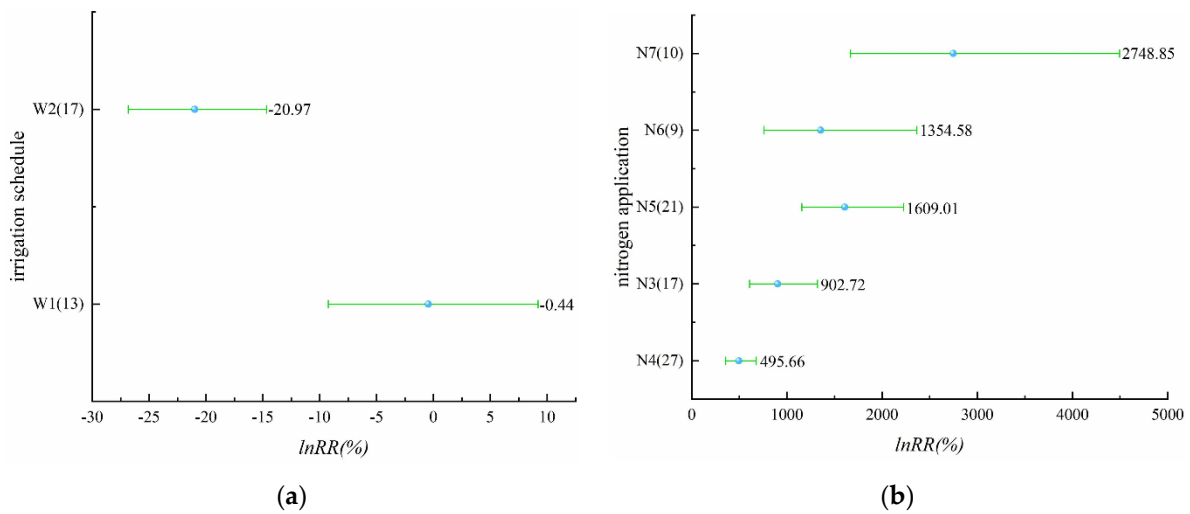 irrigation schedule
W2(17)
-20.97
W1(13)
-0.44
-30 -25 -20 -15 -10 -5 0 5 10
lnRR(%)
(a)
nitrogen application
N7(10)
2748.85
N6(9)
1354.58
N5(21)
1609.01
N3(17)
902.72
N4(27)
495.66
0 1000 2000 3000 4000 5000
lnRR(%)
(b)